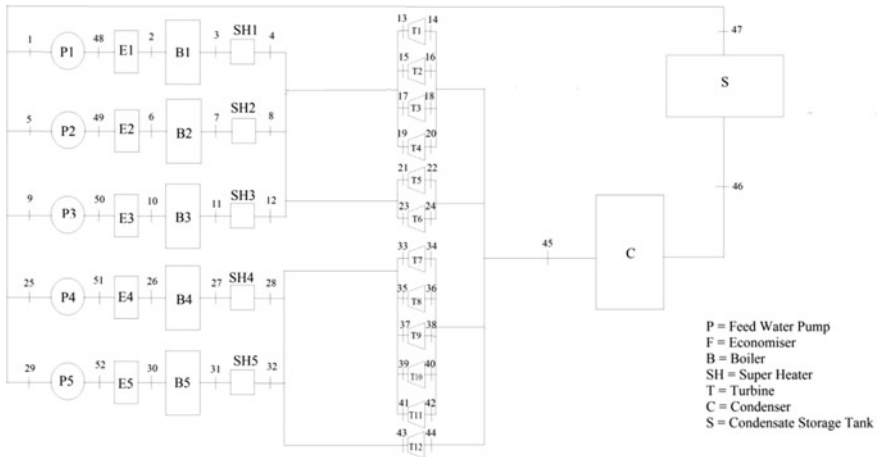 13 14
T1
47
1 48 2 3 SH1 4
P1 E1 B1
15 16
T2
S
17 18
T3
SH2
5 49 6 7 8
P2 E2 B2
19 20
T4
21 22
T5
46
SH3
9 50 10 11 12
P3 E3 B3
23 24
T6
45
C
33 34
T7
SH4
25 51 26 27 28
P4 E4 B4
35 36
T8
37 38
T9
SH5
29 52 30 31 32
P5 E5 B5
39 40
T10
41 42
T11
43 44
T12
P = Feed Water Pump
F = Economiser
B = Boiler
SH = Super Heater
T = Turbine
C = Condenser
S = Condensate Storage Tank